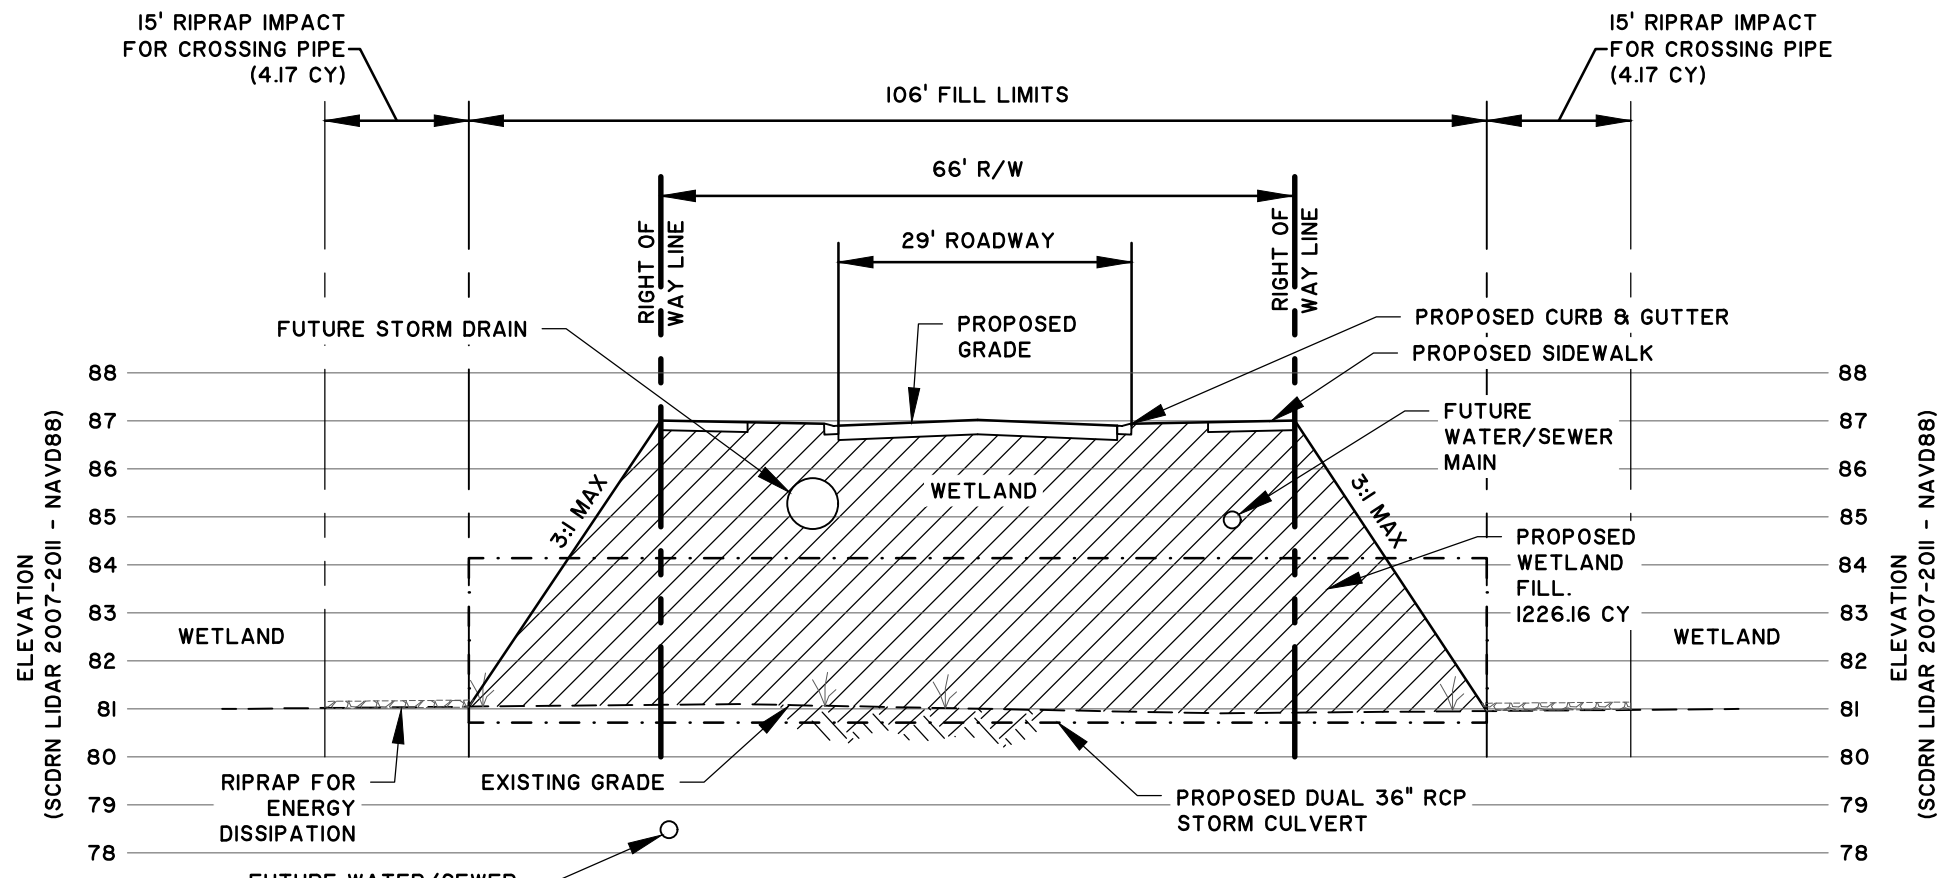 15' RIPRAP IMPACT
FOR CROSSING PIPE
(4.17 CY)
15' RIPRAP IMPACT
FOR CROSSING PIPE
(4.17 CY)
106' FILL LIMITS
66' R/W
29' ROADWAY
RIGHT OF
WAY LINE
RIGHT OF
WAY LINE
FUTURE STORM DRAIN
PROPOSED
GRADE
PROPOSED CURB & GUTTER
PROPOSED SIDEWALK
FUTURE
WATER/SEWER
MAIN
WETLAND
3:1 MAX
3:1 MAX
PROPOSED
WETLAND
FILL.
1226.16 CY
WETLAND
WETLAND
88
87
86
85
84
83
82
81
80
79
78
88
87
86
85
84
83
82
81
80
79
78
ELEVATION
(SCDRN LIDAR 2007-2011 - NAVD88)
ELEVATION
(SCDRN LIDAR 2007-2011 - NAVD88)
RIPRAP FOR
ENERGY
DISSIPATION
EXISTING GRADE
PROPOSED DUAL 36" RCP
STORM CULVERT
FUTURE WATER/SEWER